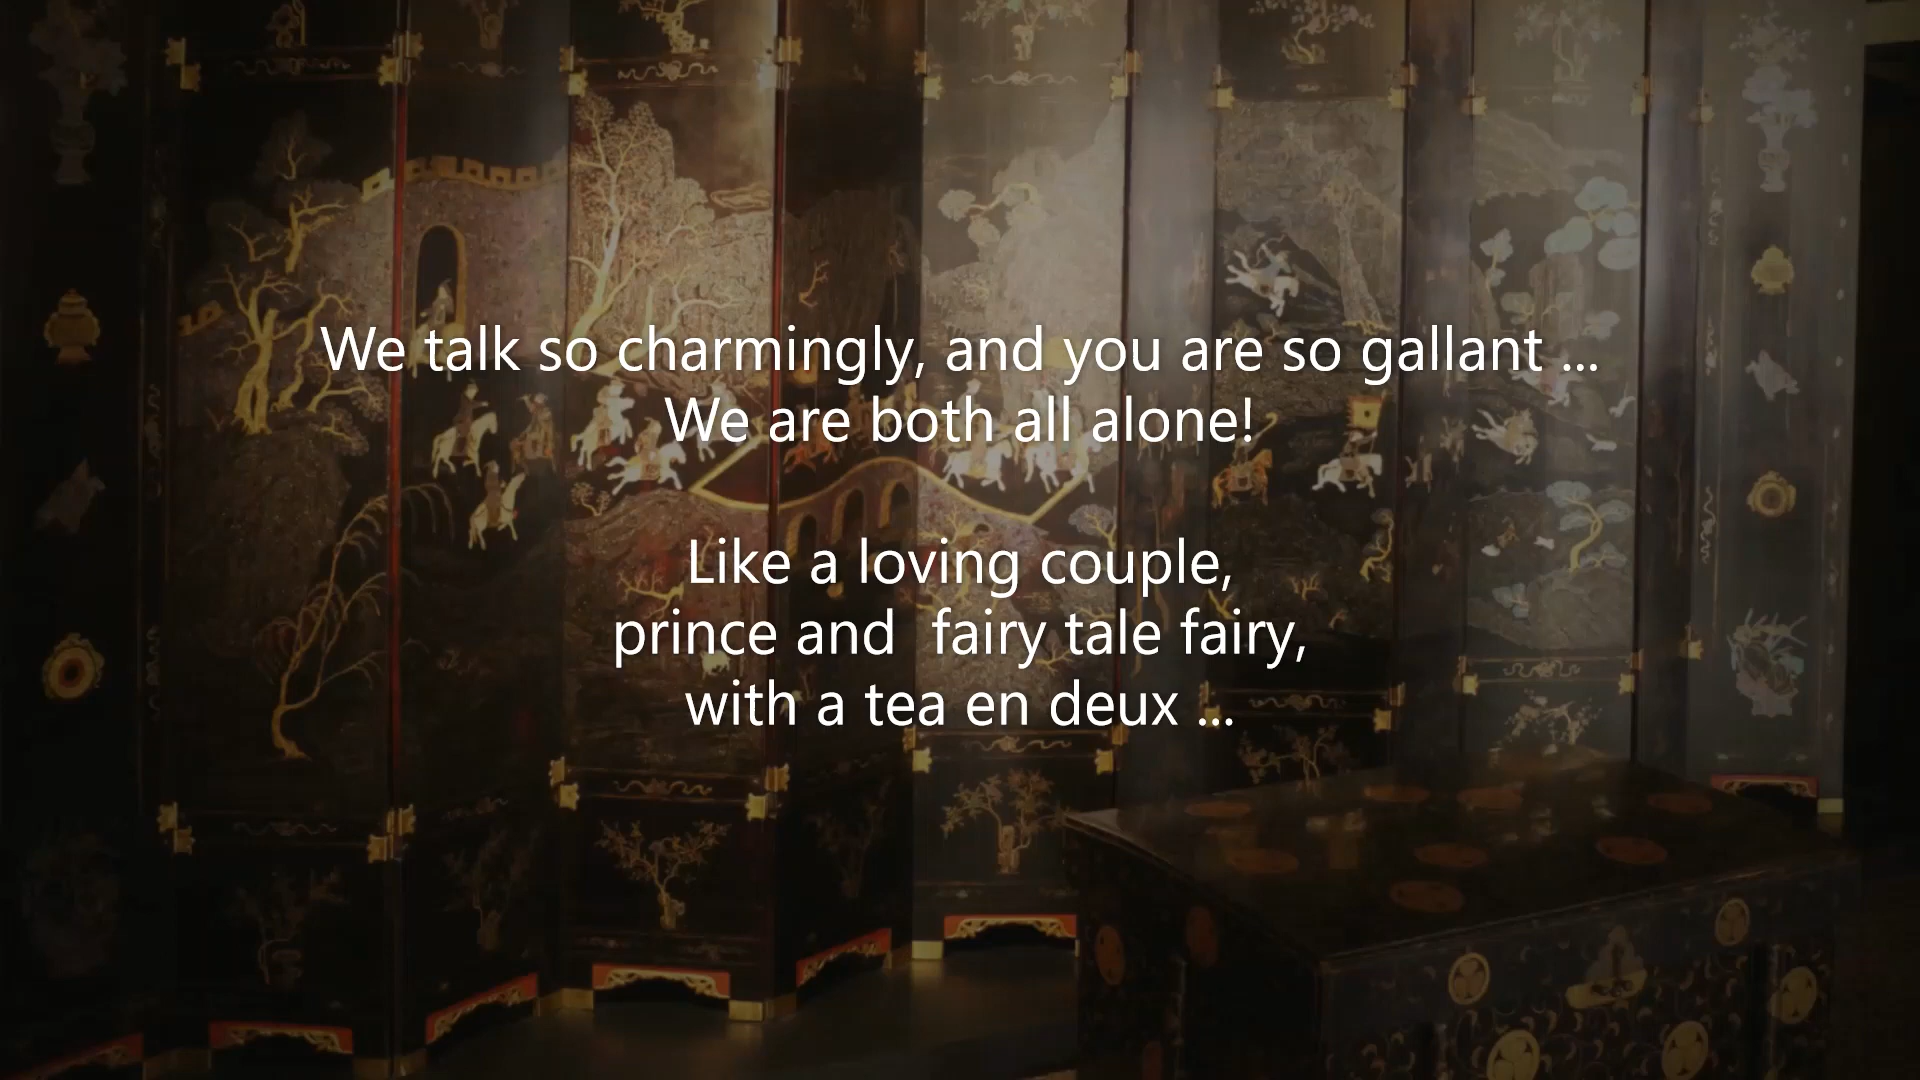 We talk so charmingly, and you are so gallant ...
We are both all alone!
Like a loving couple,
prince and  fairy tale fairy,
with a tea en deux ...